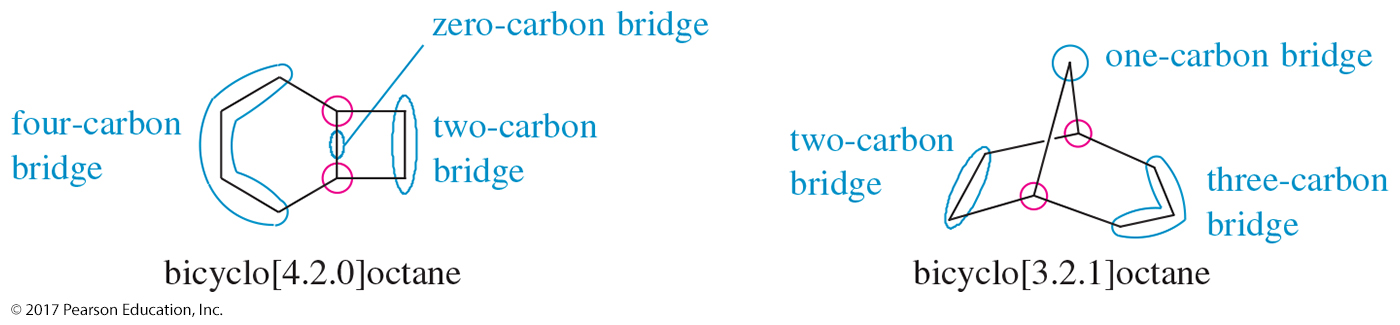 zero-carbon bridge
four-carbon
bridge
two-carbon
bridge
bicyclo[4.2.0]octane
one-carbon bridge
two-carbon
bridge
three-carbon
bridge
bicyclo[3.2.1]octane
© 2017 Pearson Education, Inc.